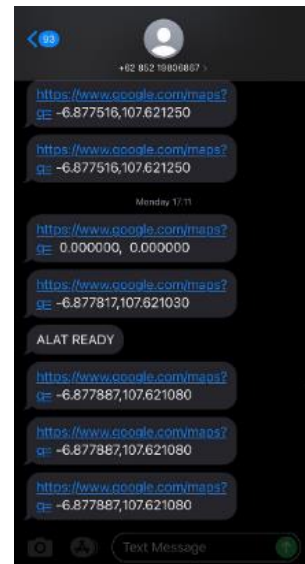 93
+62 852 19836867 >
https://www.google.com/maps?
q= -6.877516,107.621250
https://www.google.com/maps?
q= -6.877516,107.621250
Monday 17.11
https://www.google.com/maps?
q= 0.000000, 0.000000
https://www.google.com/maps?
q= -6.877817,107.621030
ALAT READY
https://www.google.com/maps?
q= -6.877887,107.621080
https://www.google.com/maps?
q= -6.877887,107.621080
https://www.google.com/maps?
q= -6.877887,107.621080
Text Message